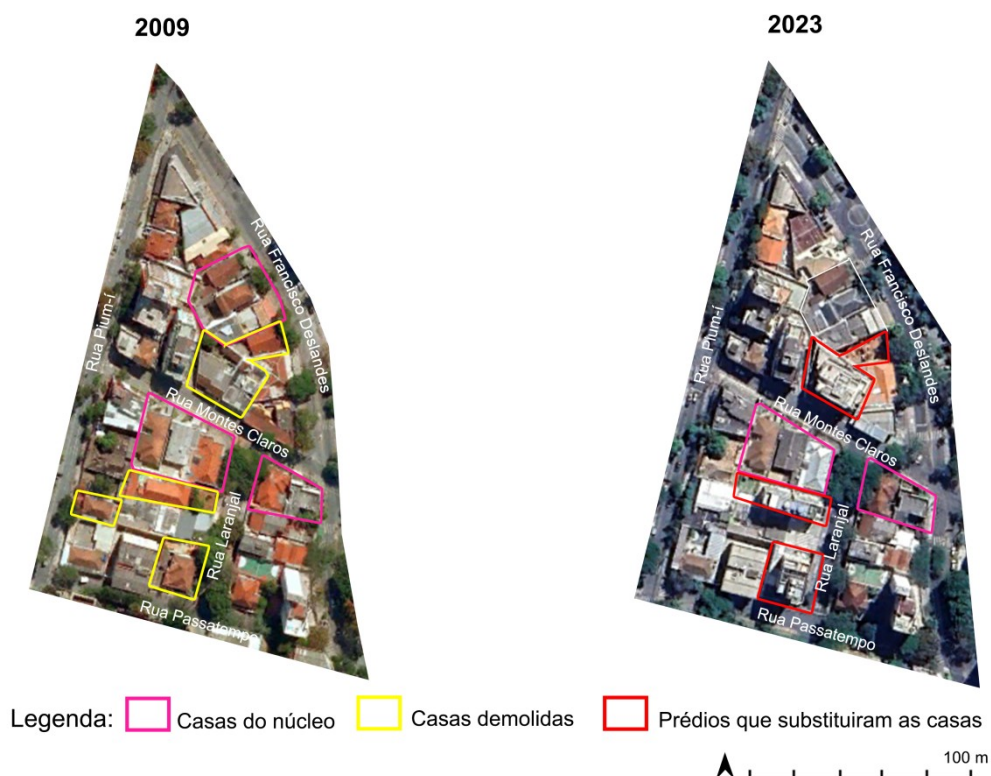 2009
2023
Rua Francisco Deslandes
Rua Pium-í
Rua Montes Claros
Rua Laranjal
Rua Passatempo
Rua Francisco Deslandes
Rua Pium-í
Rua Montes Claros
Rua Laranjal
Rua Passatempo
Legenda: Casas do núcleo Casas demolidas Prédios que substituiram as casas
100 m